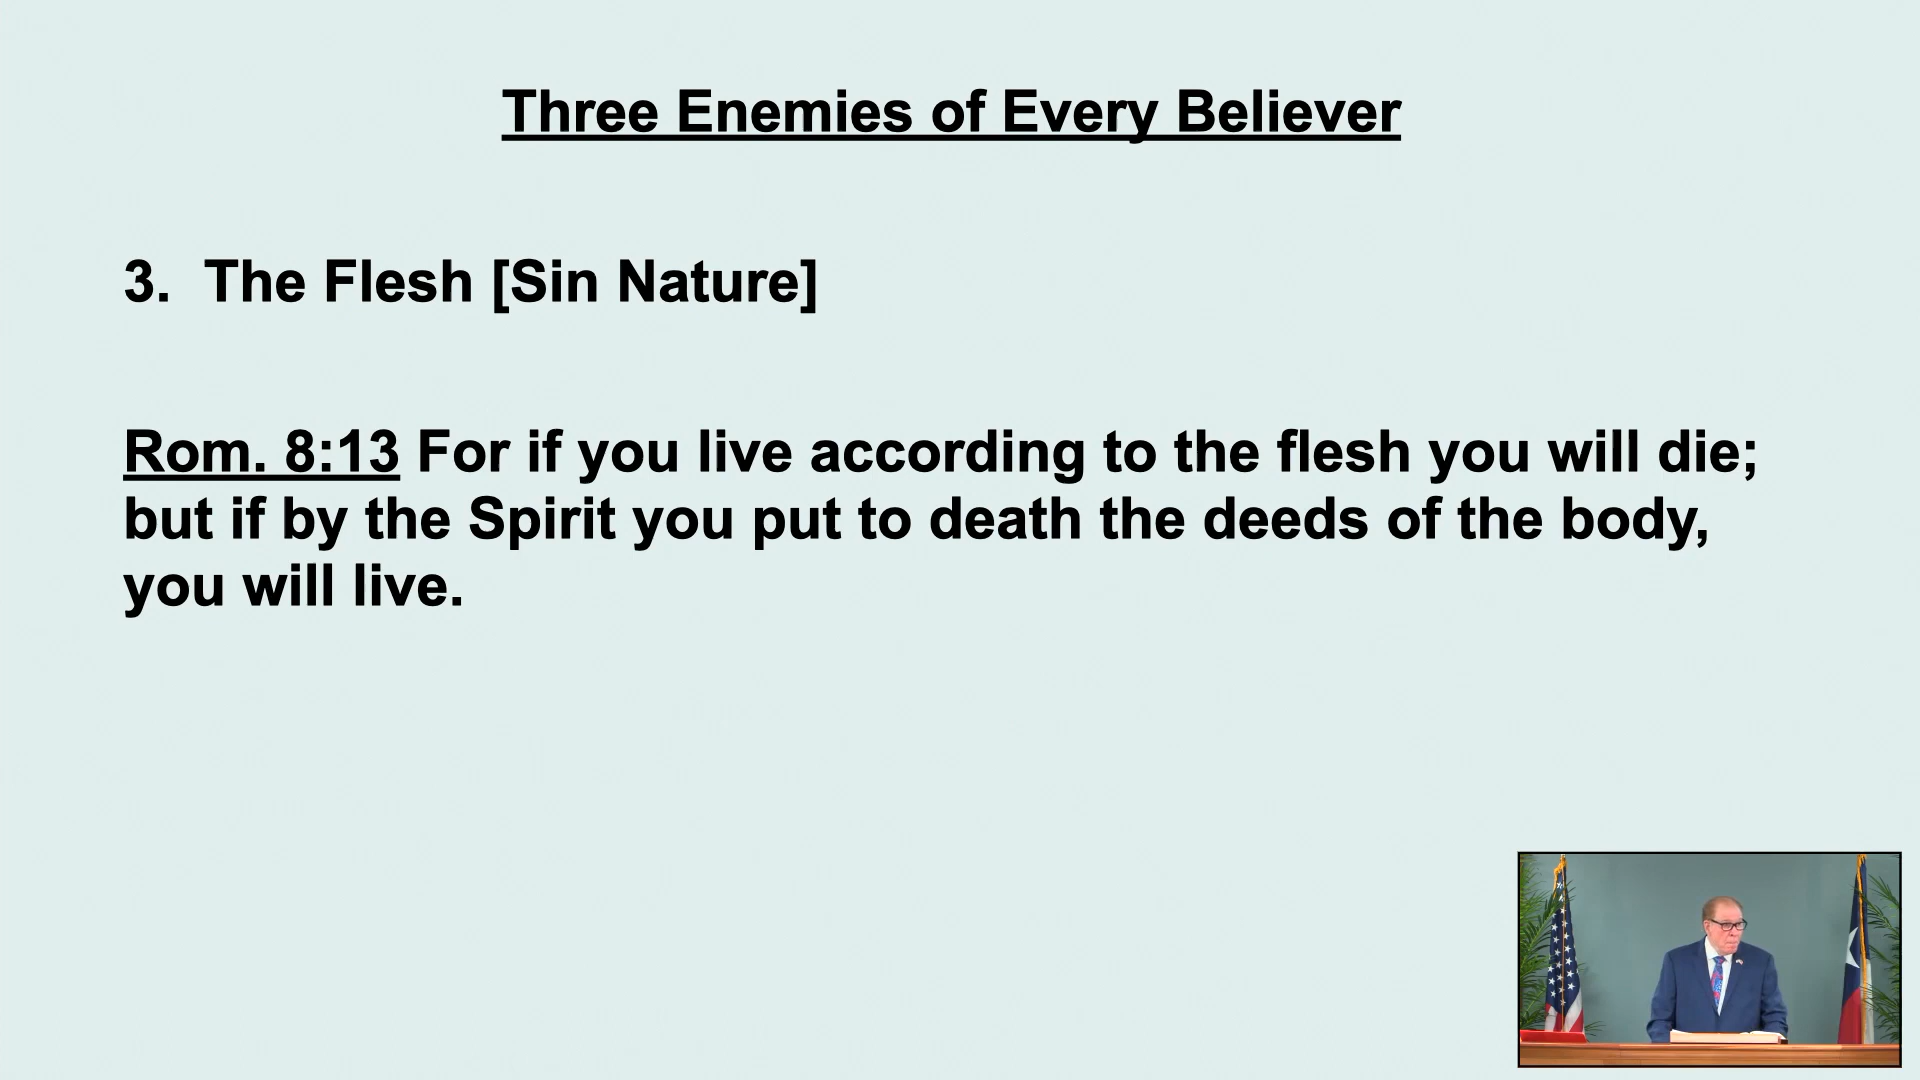 Three Enemies of Every Believer
3. The Flesh [Sin Nature]
Rom. 8:13 For if you live according to the flesh you will die;
but if by the Spirit you put to death the deeds of the body,
you will live.